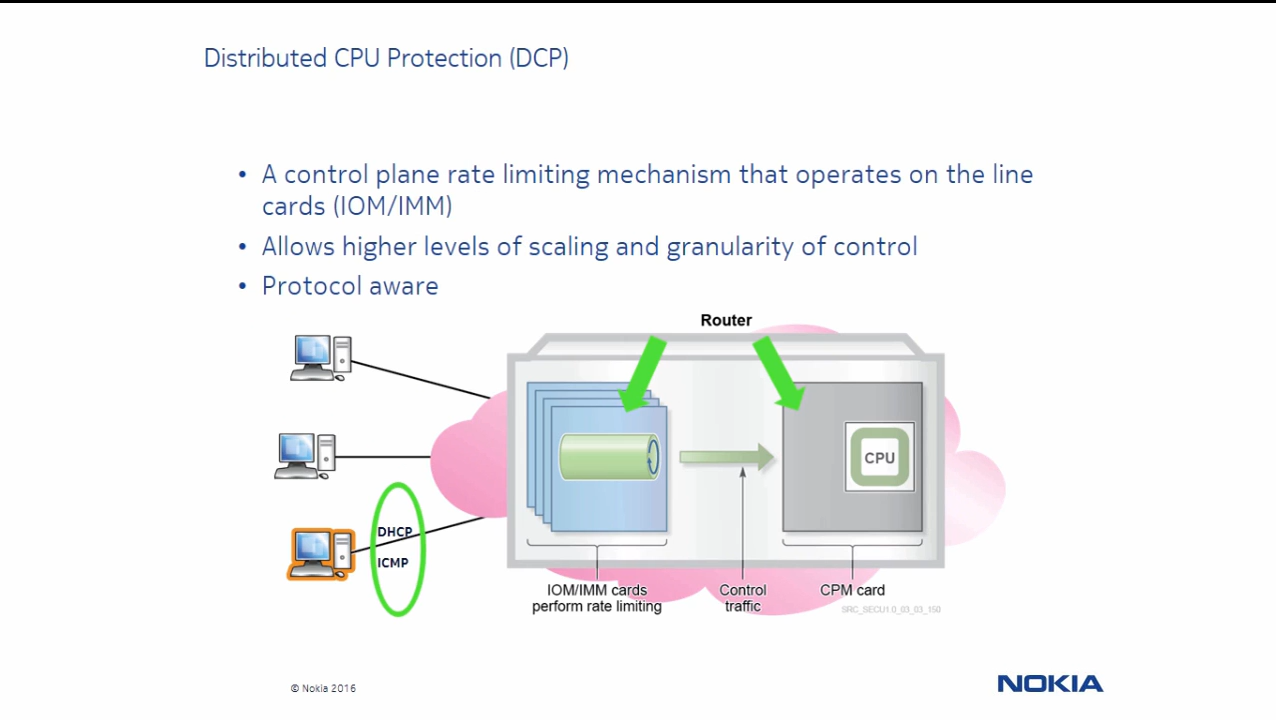 Distributed CPU Protection (DCP)
• A control plane rate limiting mechanism that operates on the line
cards (IOM/IMM)
• Allows higher levels of scaling and granularity of control
• Protocol aware
Router
CPU
DHCP
ICMP
IOM/IMM cards
perform rate limiting
Control
traffic
CPM card
SRC_SECU1.0_03_03_150
© Nokia 2016
NOKIA